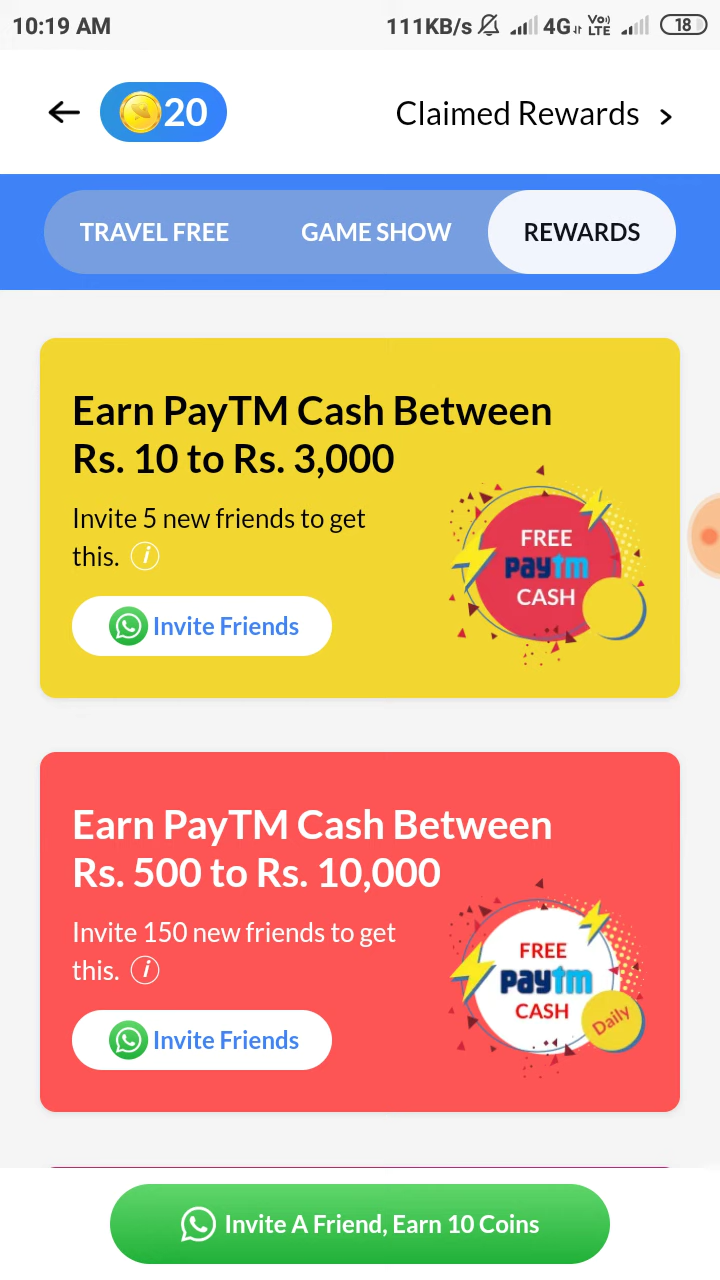 10:19 AM 111KB/s 4G Vo) LTE 18
20 Claimed Rewards
TRAVEL FREE GAME SHOW REWARDS
Earn PayTM Cash Between
Rs. 10 to Rs. 3,000
Invite 5 new friends to get
this. i
Invite Friends
FREE
paytm
CASH
Earn PayTM Cash Between
Rs. 500 to Rs. 10,000
Invite 150 new friends to get
this. i
Invite Friends
FREE
paytm
CASH
Daily
Invite A Friend, Earn 10 Coins